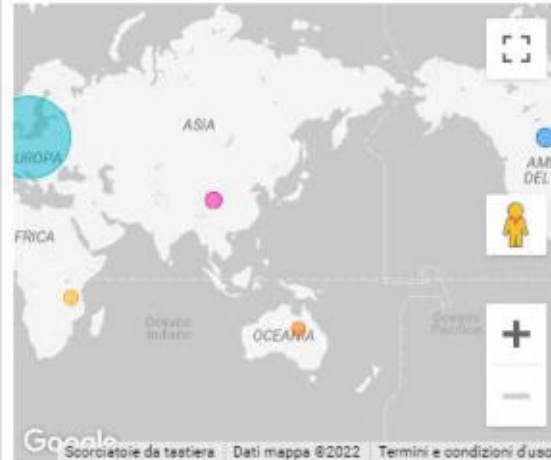 ASIA
UROPA
AM
DEL
FRICA
Oceano
Indiano
OCEANIA
Oceano
Pacifico
Google
Scorciatoie da tastiera Dati mappa ©2022 Termini e condizioni d'uso